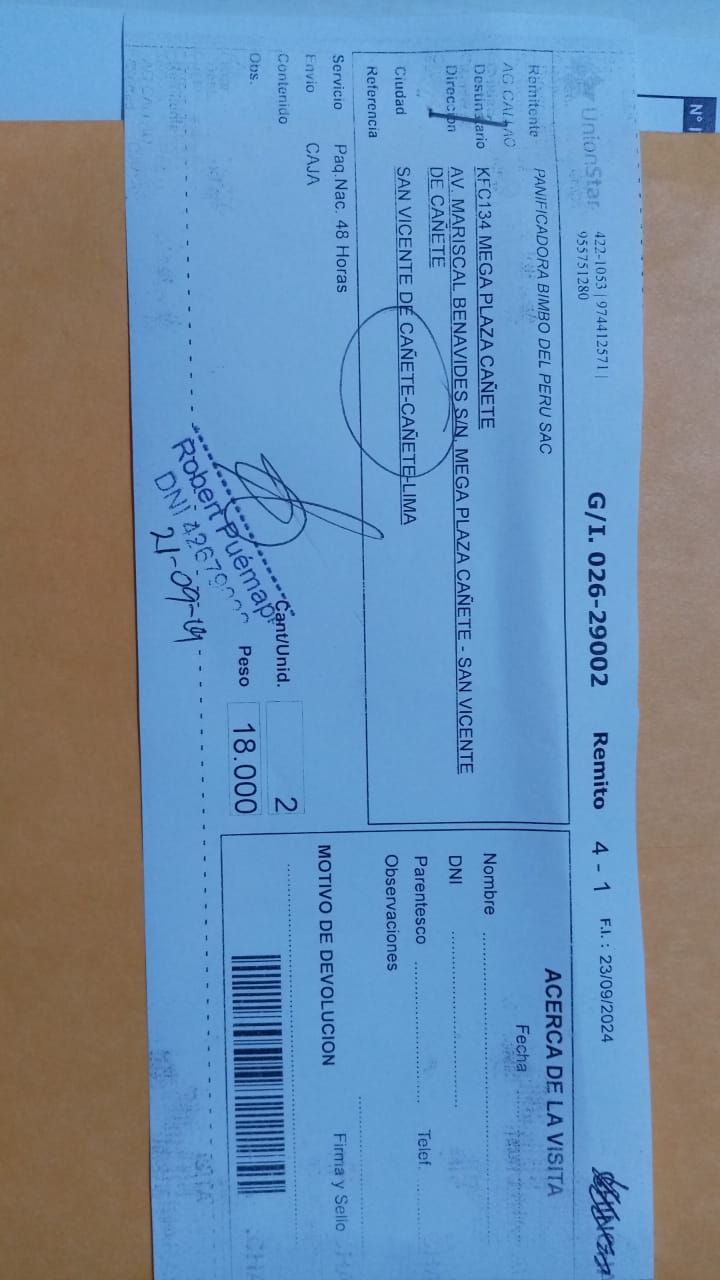 UnionStar 422-1053 | 974412571 |
955751280
G/I. 026-29002 Remito 4 - 1 F.I. : 23/09/2024
Remitente PANIFICADORA BIMBO DEL PERU SAC
AG CALLAO
Destinatario KFC134 MEGA PLAZA CAÑETE
Dirección AV. MARISCAL BENAVIDES S/N. MEGA PLAZA CAÑETE - SAN VICENTE
DE CAÑETE
Ciudad SAN VICENTE DE CAÑETE-CAÑETE-LIMA
Referencia
Servicio Paq.Nac. 48 Horas
Envio CAJA
Contenido
Cant/Unid. 2
Obs.
Peso 18.000
Robert Puémape
DNI 42679
21-09-
ACERCA DE LA VISITA
Fecha
Nombre
DNI
Parentesco Telef.
Observaciones
MOTIVO DE DEVOLUCION Firma y Sello
N°